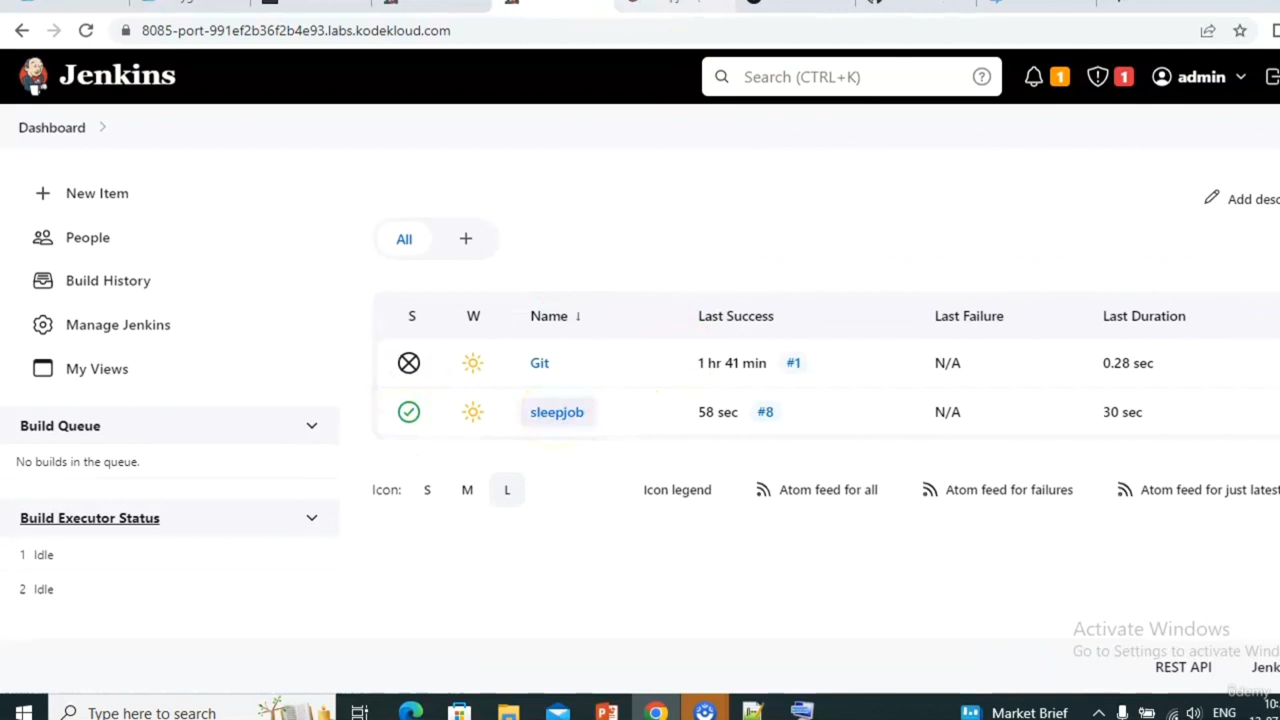 8085-port-991ef2b36f2b4e93.labs.kodekloud.com
Jenkins
Search (CTRL+K)
1
1
admin
Dashboard
New Item
People
Build History
Manage Jenkins
My Views
Add desc
All +
S W Name ↓ Last Success Last Failure Last Duration
Git 1 hr 41 min #1 N/A 0.28 sec
sleepjob 58 sec #8 N/A 30 sec
Icon: S M L Icon legend Atom feed for all Atom feed for failures Atom feed for just latest
Build Queue
No builds in the queue.
Build Executor Status
1 Idle
2 Idle
Activate Windows
Go to Settings to activate Wind
REST API Jenk
Udemy
Type here to search
Market Brief
ENG
10: